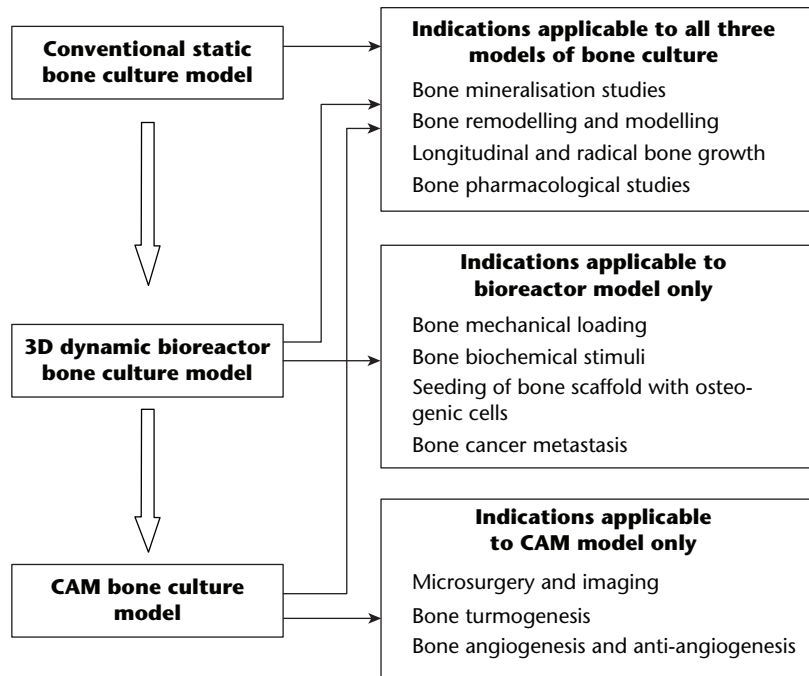 Conventional static
bone culture model
Indications applicable to all three
models of bone culture
Bone mineralisation studies
Bone remodelling and modelling
Longitudinal and radical bone growth
Bone pharmacological studies
3D dynamic bioreactor
bone culture model
Indications applicable to
bioreactor model only
Bone mechanical loading
Bone biochemical stimuli
Seeding of bone scaffold with osteo-
genic cells
Bone cancer metastasis
CAM bone culture
model
Indications applicable
to CAM model only
Microsurgery and imaging
Bone turmogenesis
Bone angiogenesis and anti-angiogenesis